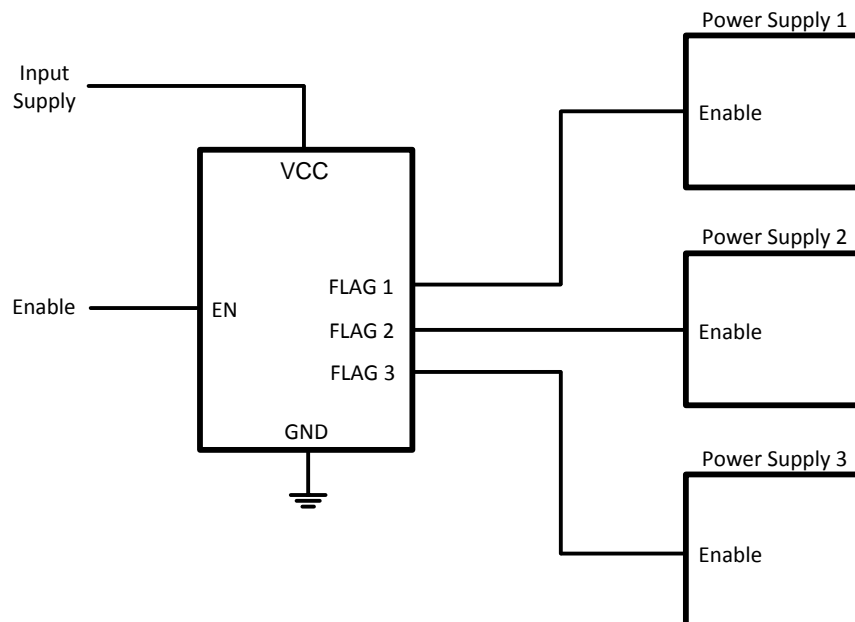 Power Supply 1
Input
Supply
Enable
VCC
Power Supply 2
FLAG 1
Enable
EN
FLAG 2
Enable
FLAG 3
GND
Power Supply 3
Enable